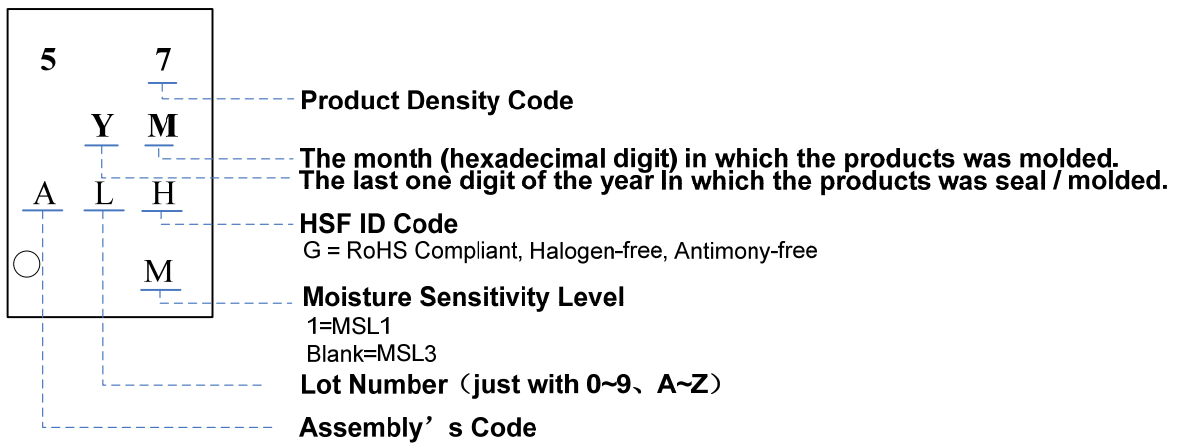 5 7
Product Density Code
Y M
The month (hexadecimal digit) in which the products was molded.
The last one digit of the year In which the products was seal / molded.
A L H
HSF ID Code
G = RoHS Compliant, Halogen-free, Antimony-free
M
Moisture Sensitivity Level
1=MSL1
Blank=MSL3
Lot Number（just with 0~9、A~Z）
Assembly’s Code